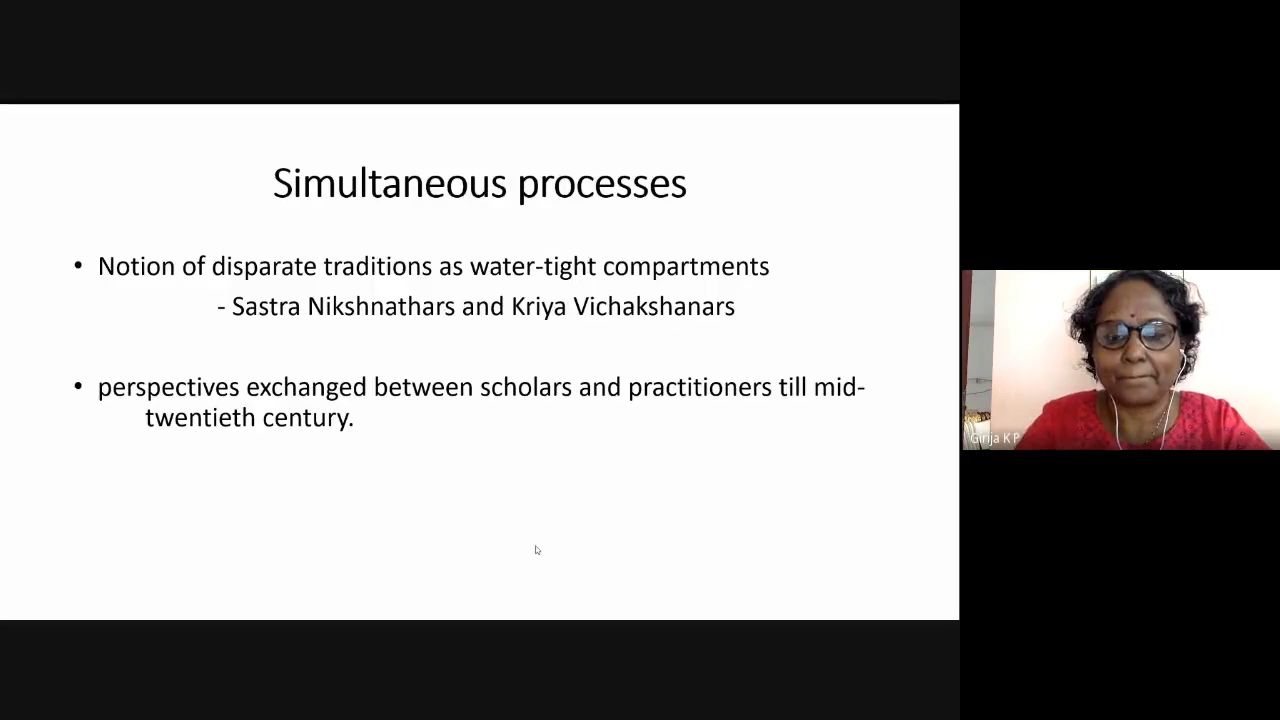 Simultaneous processes
• Notion of disparate traditions as water-tight compartments
- Sastra Nikshnathars and Kriya Vichakshanars
• perspectives exchanged between scholars and practitioners till mid-
twentieth century.
Girija K P